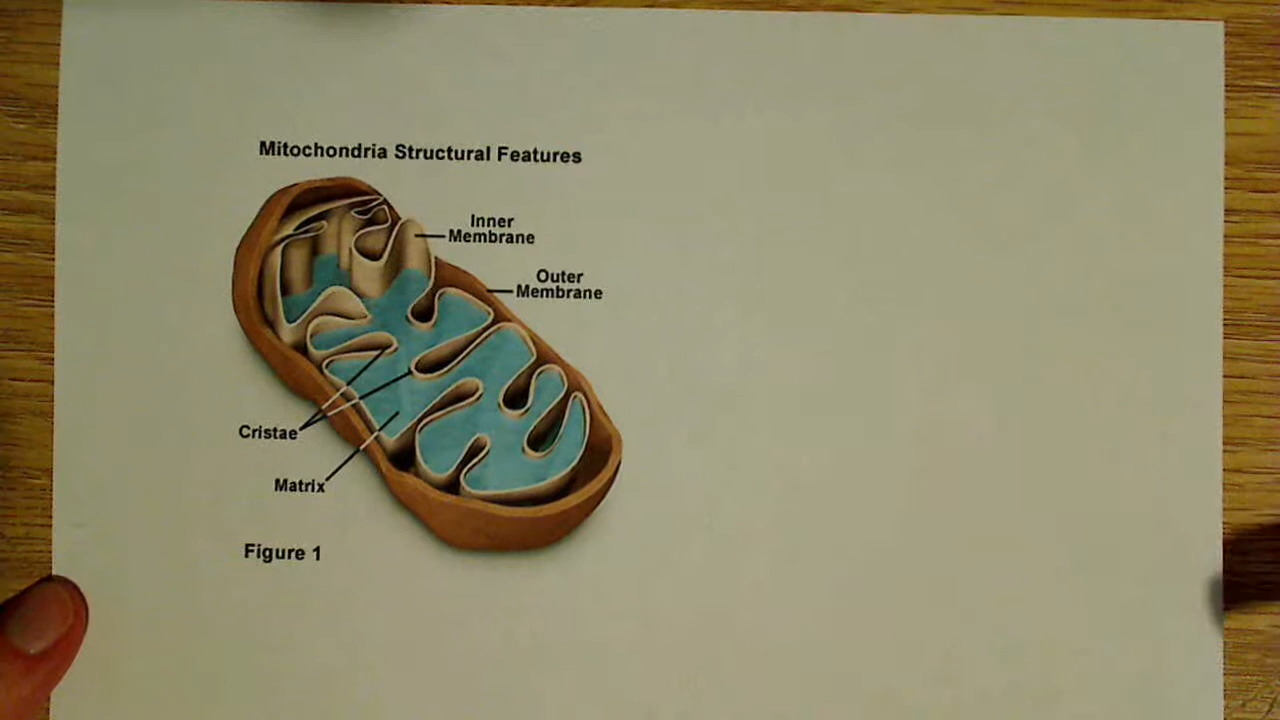 Mitochondria Structural Features
Inner
Membrane
Outer
Membrane
Cristae
Matrix
Figure 1